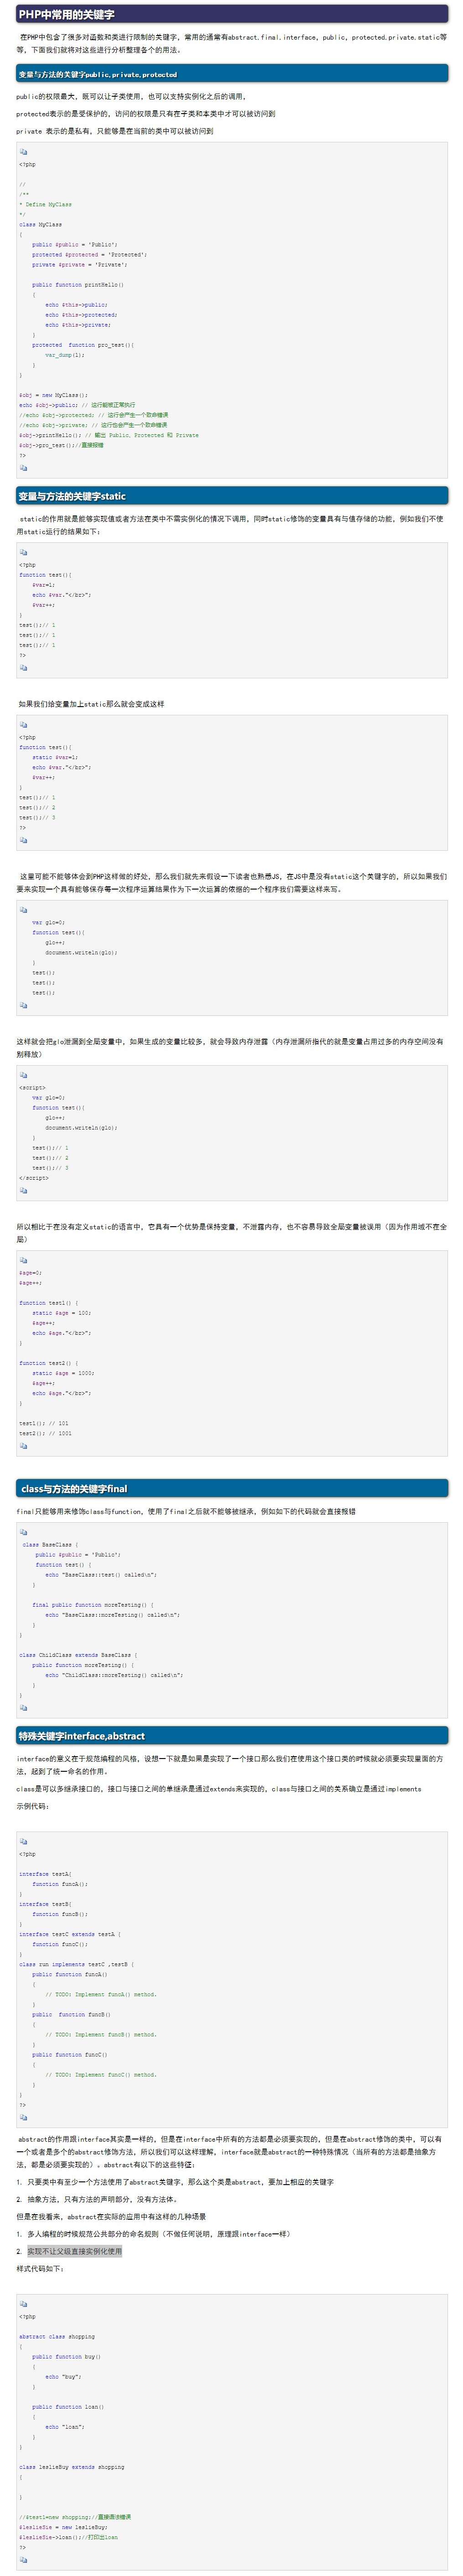 PHP中常用的关键字
在PHP中包含了很多对函数和类进行限制的关键字，常用的通常有abstract,final,interface，public，protected,private,static等
等，下面我们就将对这些进行分析整理各个的用法。
变量与方法的关键字public,private,protected
public的权限最大，既可以让子类使用，也可以支持实例化之后的调用，
protected表示的是受保护的，访问的权限是只有在子类和本类中才可以被访问到
private 表示的是私有，只能够是在当前的类中可以被访问到
<?php
//
/**
* Define MyClass
*/
class MyClass
{
public $public = 'Public';
protected $protected = 'Protected';
private $private = 'Private';
public function printHello()
{
echo $this->public;
echo $this->protected;
echo $this->private;
}
protected  function pro_test(){
var_dump(1);
}
}
$obj = new MyClass();
echo $obj->public; // 这行能被正常执行
//echo $obj->protected; // 这行会产生一个致命错误
//echo $obj->private; // 这行也会产生一个致命错误
$obj->printHello(); // 输出 Public、Protected 和 Private
$obj->pro_test();//直接报错
?>
变量与方法的关键字static
static的作用就是能够实现值或者方法在类中不需实例化的情况下调用，同时static修饰的变量具有与值存储的功能，例如我们不使
用static运行的结果如下：
<?php
function test(){
$var=1;
echo $var."</br>";
$var++;
}
test();// 1
test();// 1
test();// 1
?>
如果我们给变量加上static那么就会变成这样
<?php
function test(){
static $var=1;
echo $var."</br>";
$var++;
}
test();// 1
test();// 2
test();// 3
?>
这里可能不能够体会到PHP这样做的好处，那么我们就先来假设一下读者也熟悉JS，在JS中是没有static这个关键字的，所以如果我们
要来实现一个具有能够保存每一次程序运算结果作为下一次运算的依据的一个程序我们需要这样来写。
var glo=0;
function test(){
glo++;
document.writeln(glo);
}
test();
test();
test();
这样就会把glo泄漏到全局变量中，如果生成的变量比较多，就会导致内存泄露（内存泄漏所指代的就是变量占用过多的内存空间没有
别释放）
<script>
var glo=0;
function test(){
glo++;
document.writeln(glo);
}
test();// 1
test();// 2
test();// 3
</script>
所以相比于在没有定义static的语言中，它具有一个优势是保持变量，不泄露内存，也不容易导致全局变量被误用（因为作用域不在全
局）
$age=0;
$age++;
function test1() {
static $age = 100;
$age++;
echo $age."</br>";
}
function test2() {
static $age = 1000;
$age++;
echo $age."</br>";
}
test1(); // 101
test2(); // 1001
class与方法的关键字final
final只能够用来修饰class与function，使用了final之后就不能够被继承，例如如下的代码就会直接报错
class BaseClass {
public $public = 'Public';
function test() {
echo "BaseClass::test() called\n";
}
final public function moreTesting() {
echo "BaseClass::moreTesting() called\n";
}
}
class ChildClass extends BaseClass {
public function moreTesting() {
echo "ChildClass::moreTesting() called\n";
}
}
特殊关键字interface,abstract
interface的意义在于规范编程的风格，设想一下就是如果是实现了一个接口那么我们在使用这个接口类的时候就必须要实现里面的方
法，起到了统一命名的作用。
class是可以多继承接口的，接口与接口之间的单继承是通过extends来实现的，class与接口之间的关系确立是通过implements
示例代码：
<?php
interface testA{
function funcA();
}
interface testB{
function funcB();
}
interface testC extends testA {
function funcC();
}
class run implements testC ,testB {
public function funcA()
{
// TODO: Implement funcA() method.
}
public  function funcB()
{
// TODO: Implement funcB() method.
}
public function funcC()
{
// TODO: Implement funcC() method.
}
}
?>
abstract的作用跟interface其实是一样的，但是在interface中所有的方法都是必须要实现的，但是在abstract修饰的类中，可以有
一个或者是多个的abstract修饰方法，所以我们可以这样理解，interface就是abstract的一种特殊情况（当所有的方法都是抽象方
法，都是必须要实现的）。abstract有以下的这些特征：
1. 只要类中有至少一个方法使用了abstract关键字，那么这个类是abstract，要加上相应的关键字
2. 抽象方法，只有方法的声明部分，没有方法体。
但是在我看来，abstract在实际的应用中有这样的几种场景
1. 多人编程的时候规范公共部分的命名规则（不做任何说明，原理跟interface一样）
2. 实现不让父级直接实例化使用
样式代码如下：
<?php
abstract class shopping
{
public function buy()
{
echo "buy";
}
public function loan()
{
echo "loan";
}
}
class leslieBuy extends shopping
{
}
//$test1=new shopping;//直接语法错误
$leslieSie = new leslieBuy;
$leslieSie->loan();//打印出loan
?>